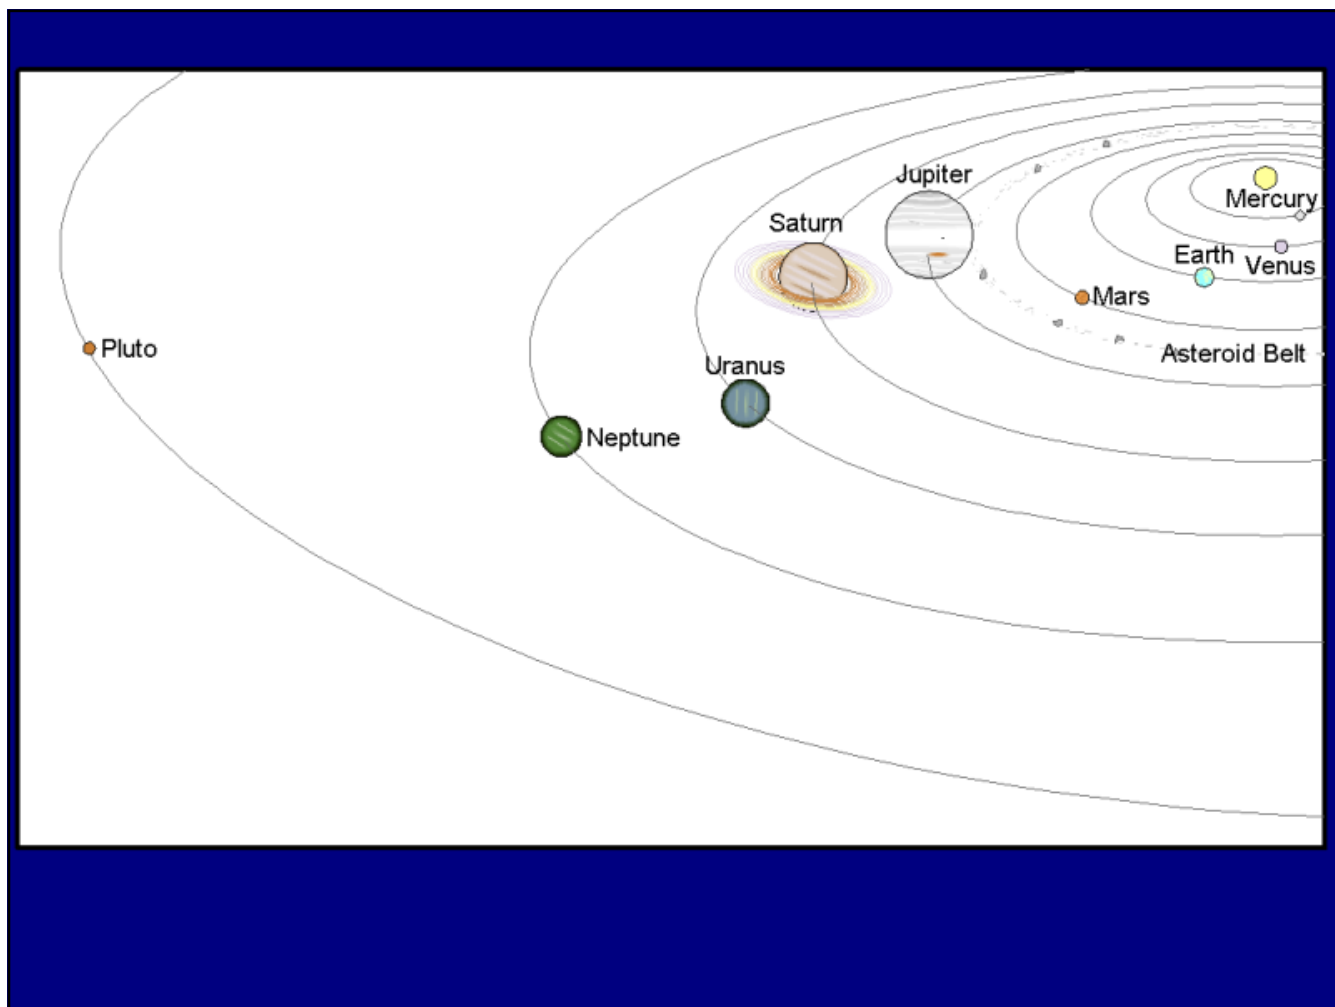 Jupiter
Mercury
Saturn
Earth
Venus
Mars
Pluto
Asteroid Belt
Uranus
Neptune